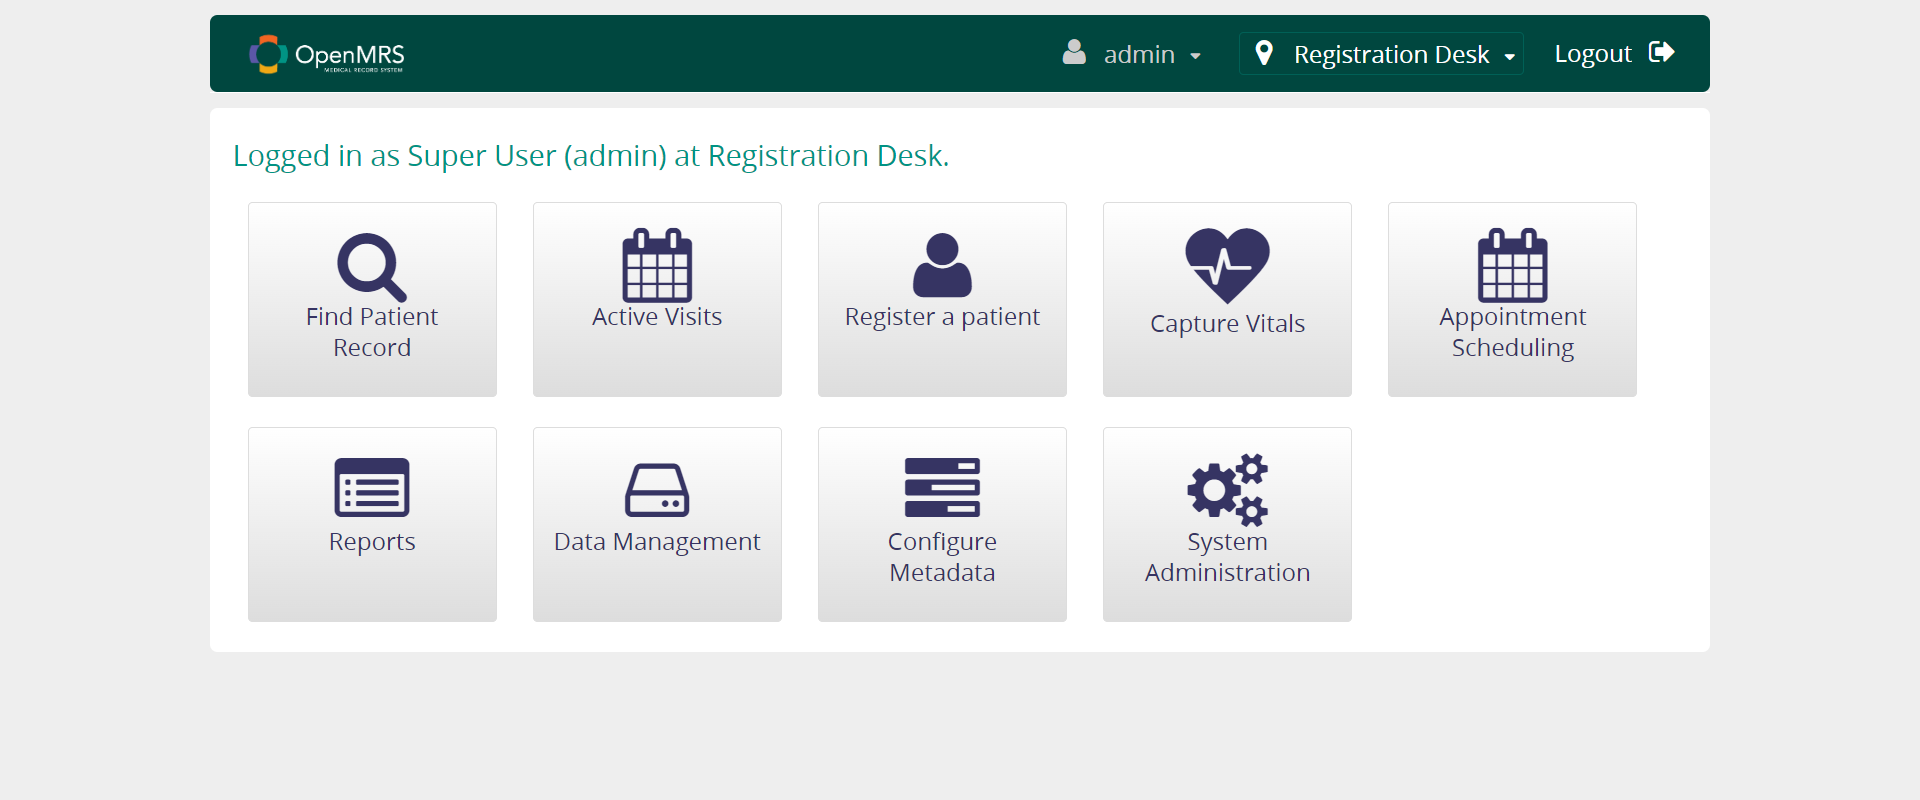 OpenMRS
MEDICAL RECORD SYSTEM
admin
Registration Desk
Logout
Logged in as Super User (admin) at Registration Desk.
Find Patient
Record
Active Visits
Register a patient
Capture Vitals
Appointment
Scheduling
Reports
Data Management
Configure
Metadata
System
Administration